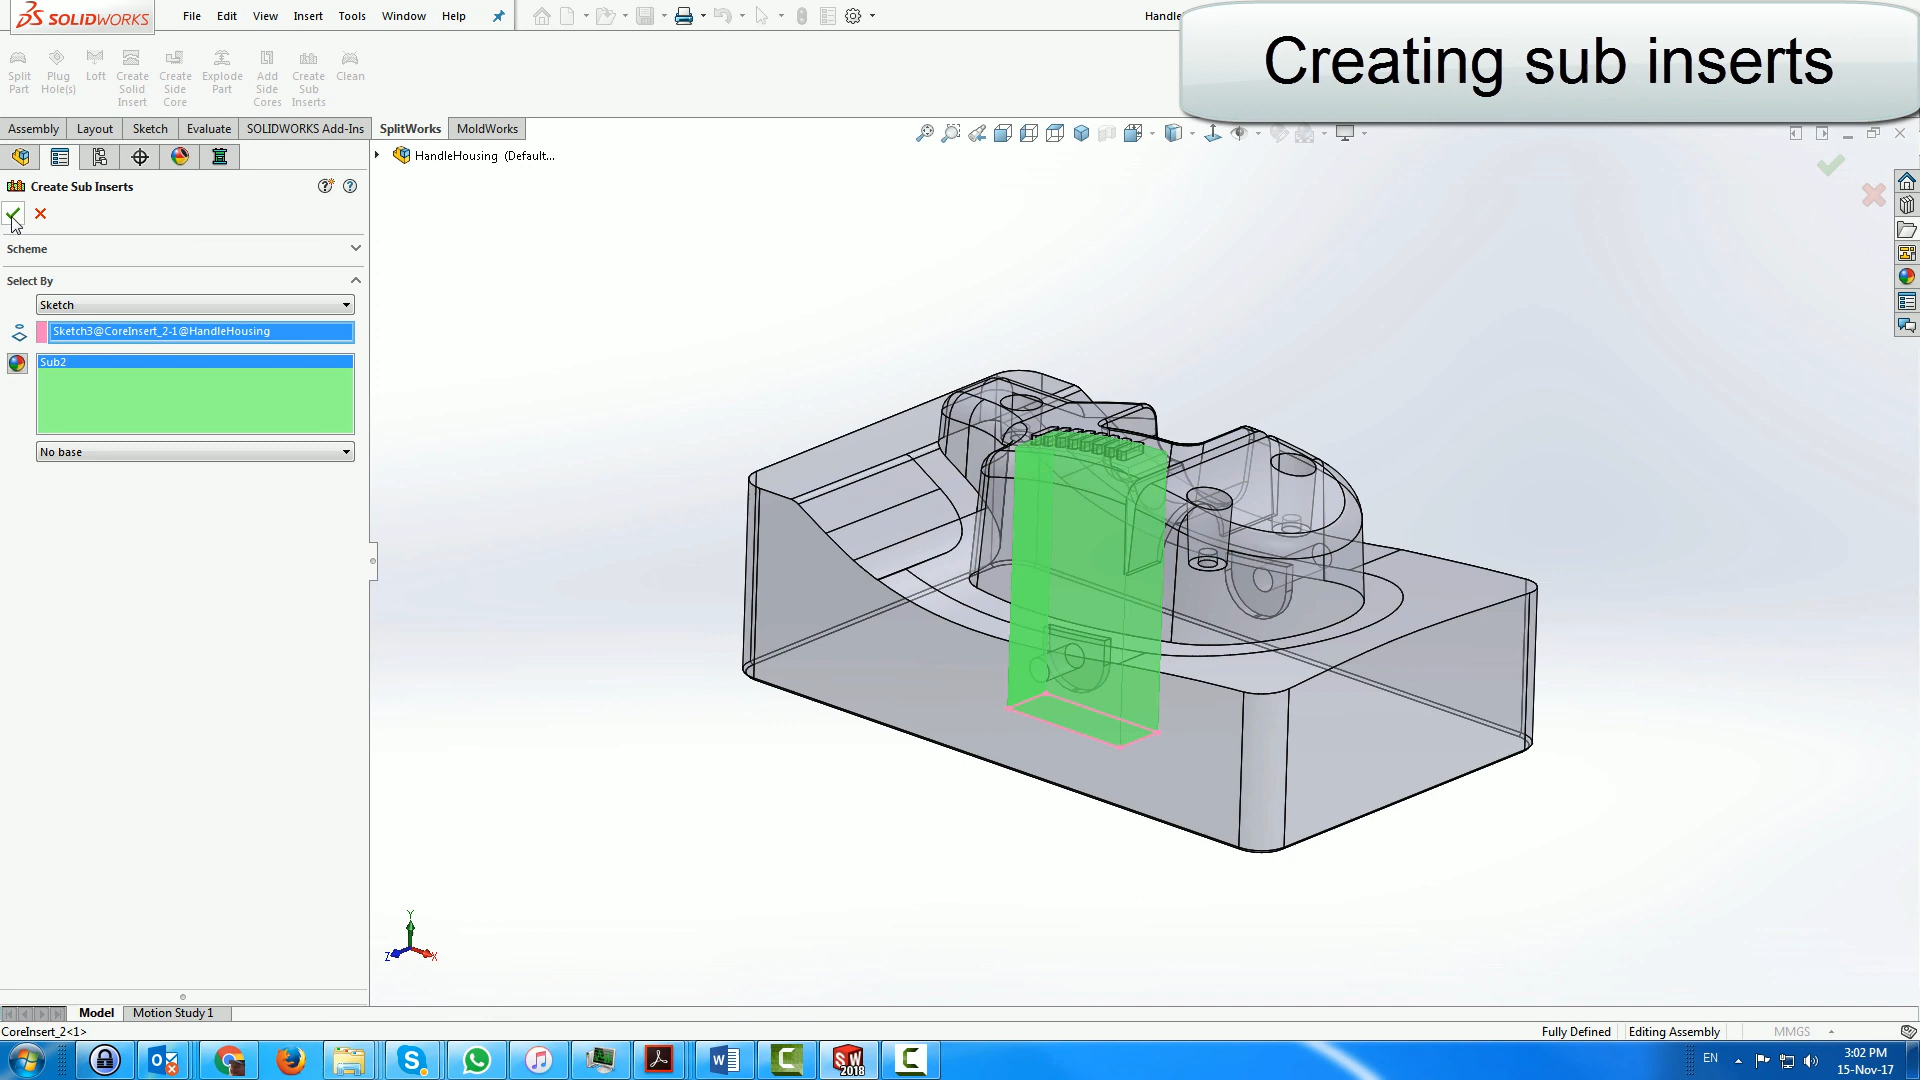 SOLIDWORKS
File Edit View Insert Tools Window Help
Handle
Creating sub inserts
Split Part
Plug Hole(s)
Loft
Create Solid Insert
Create Side Core
Explode Part
Add Side Cores
Create Sub Inserts
Clean
Assembly Layout Sketch Evaluate SOLIDWORKS Add-Ins SplitWorks MoldWorks
HandleHousing (Default...
Create Sub Inserts
Scheme
Select By
Sketch
Sketch3@CoreInsert_2-1@HandleHousing
Sub2
No base
Y
Z
X
Model Motion Study 1
CoreInsert_2<1>
Fully Defined Editing Assembly MMGS
SW 2018
EN
3:02 PM
15-Nov-17